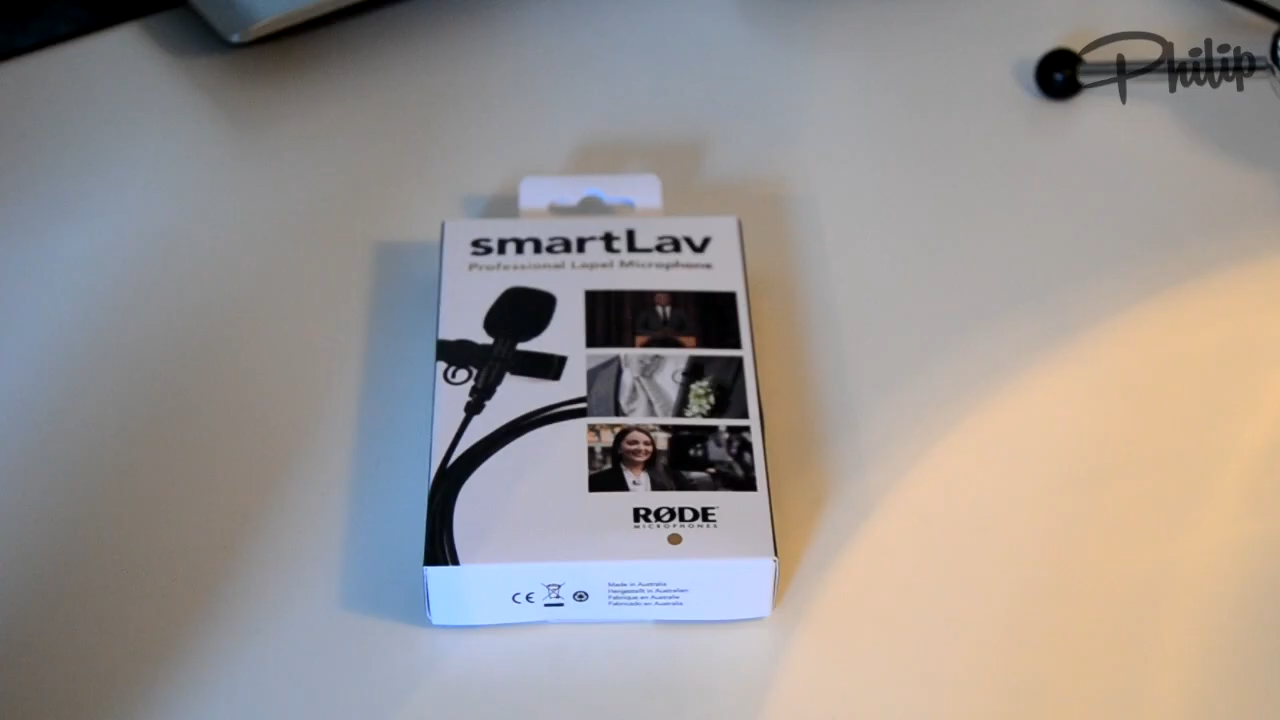 Philip
smartLav
Professional Lapel Microphone
RØDE
MICROPHONES
CE
Made in Australia
Hergestellt in Australien
Fabrique en Australie
Fabricado en Australia